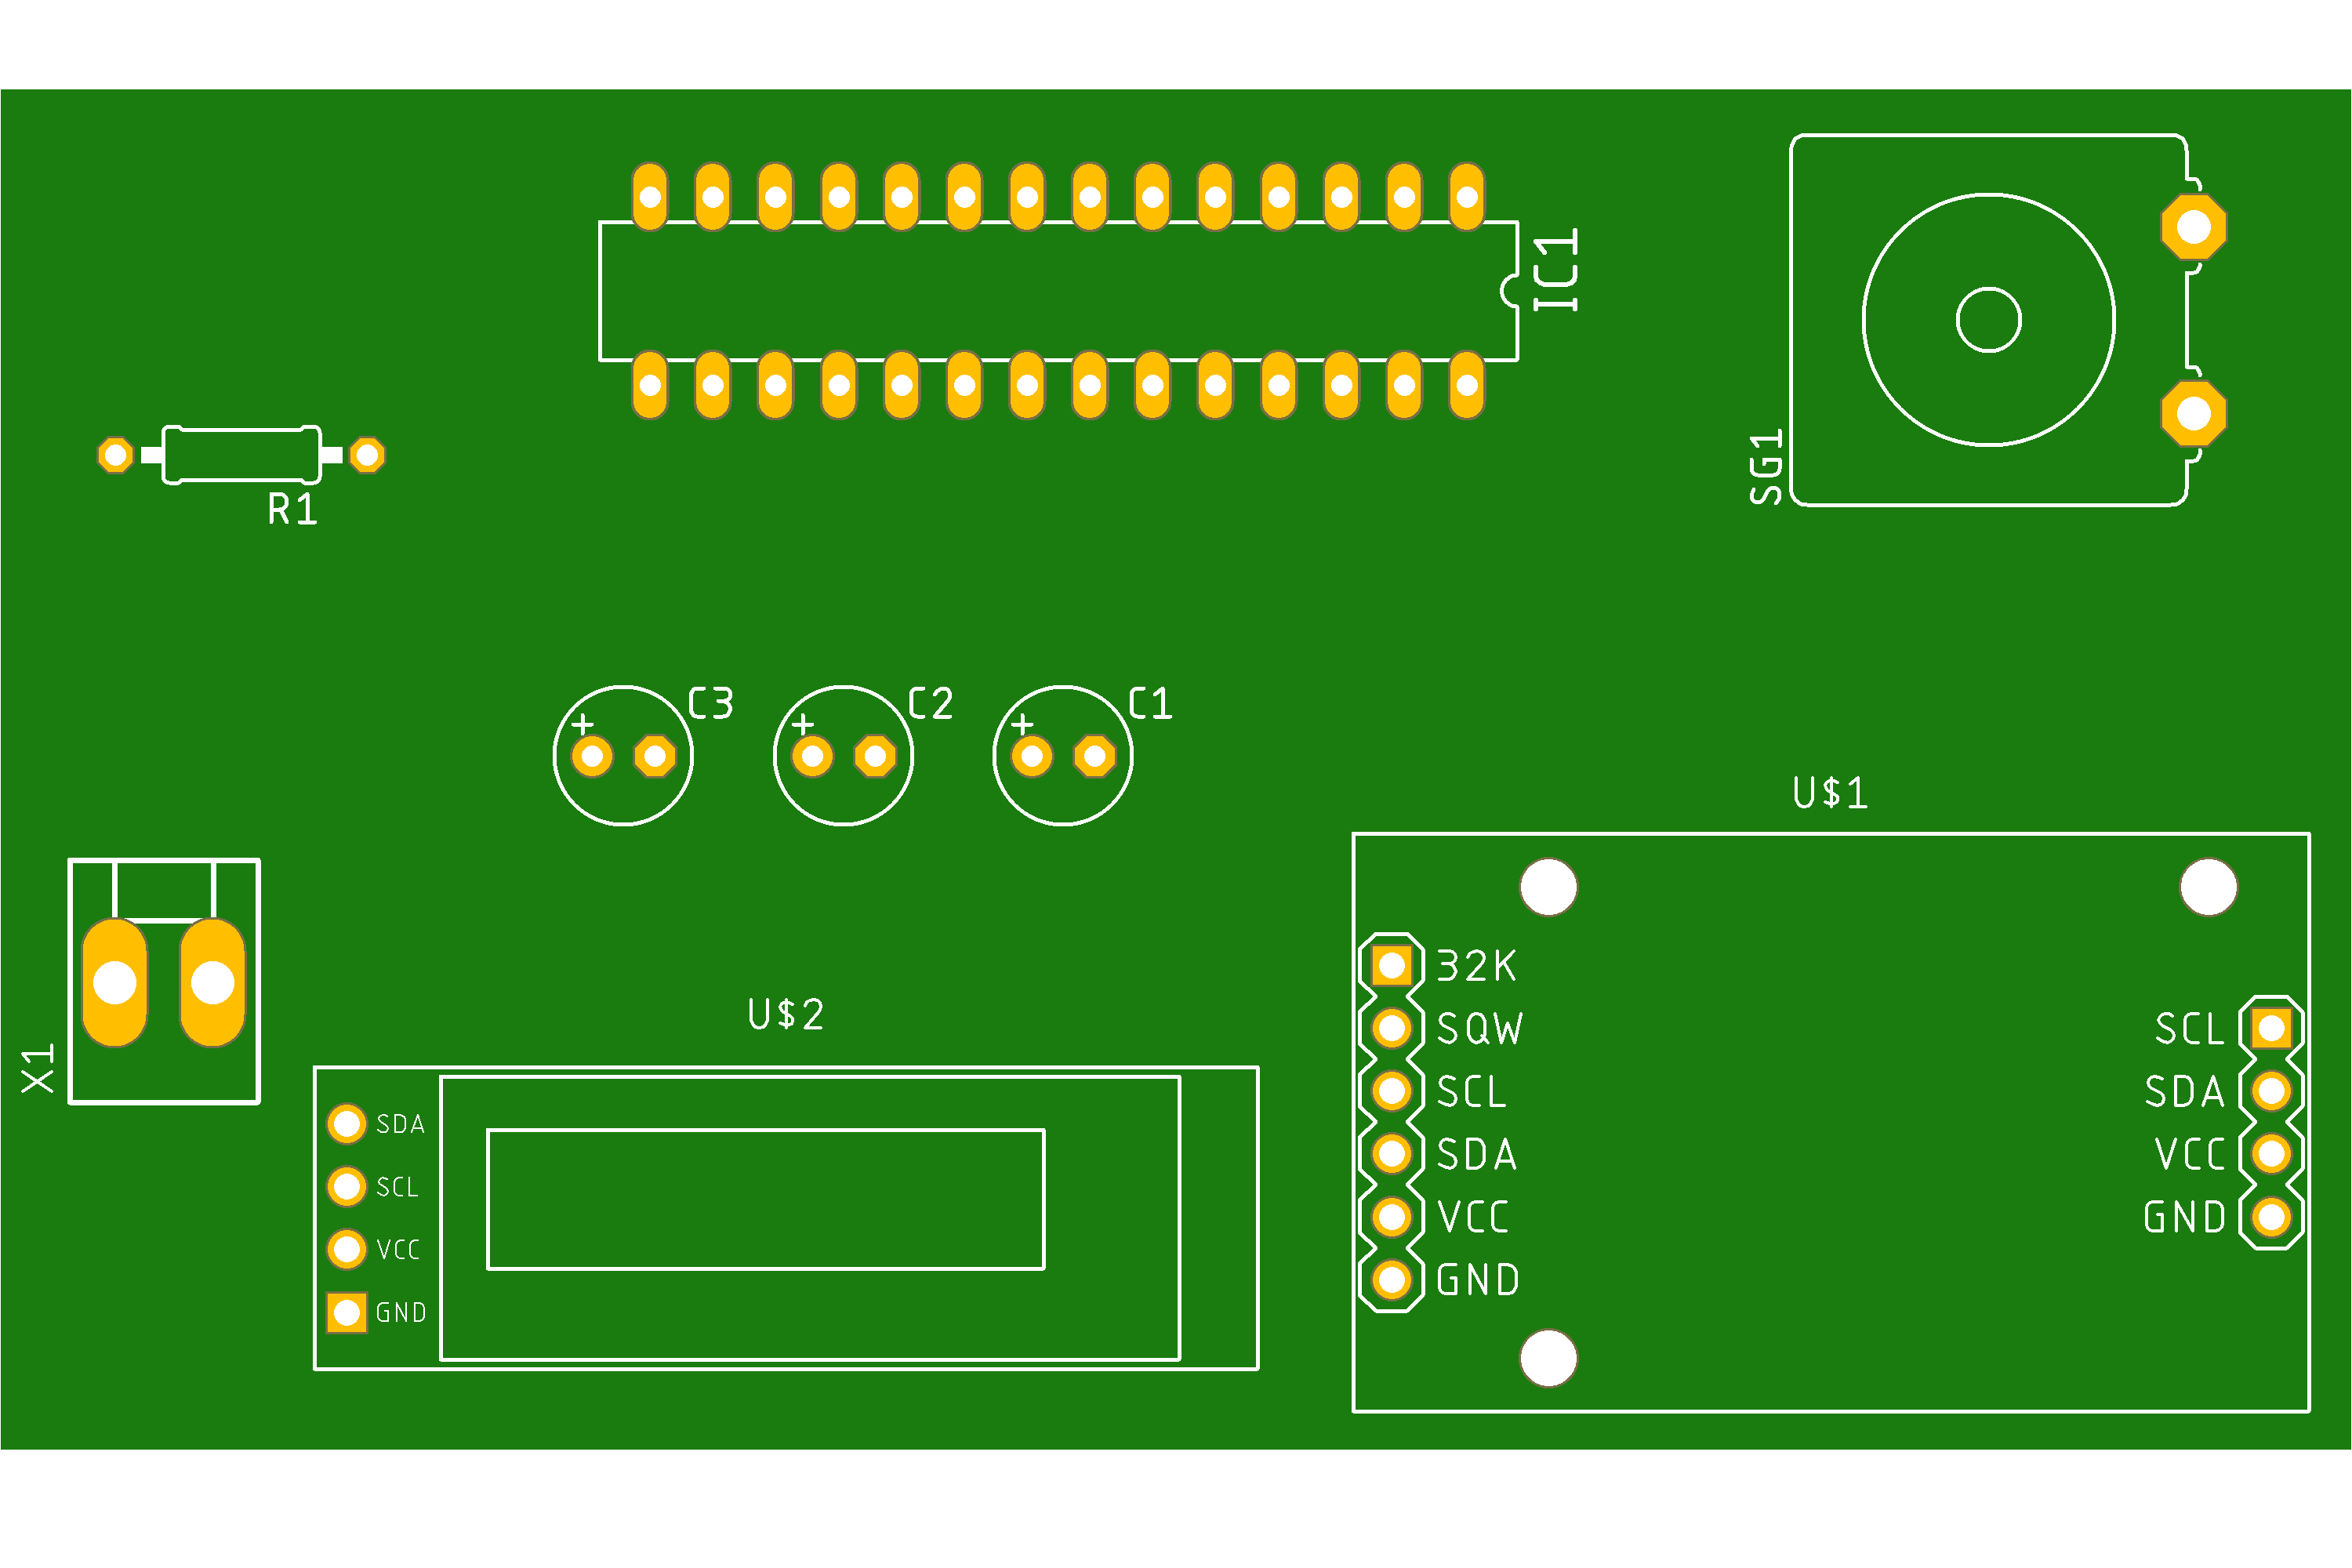 IC1
SG1
R1
C3
C2
C1
U$1
X1
U$2
SDA
SCL
VCC
GND
32K
SQW
SCL
SDA
VCC
GND
SCL
SDA
VCC
GND
+
+
+